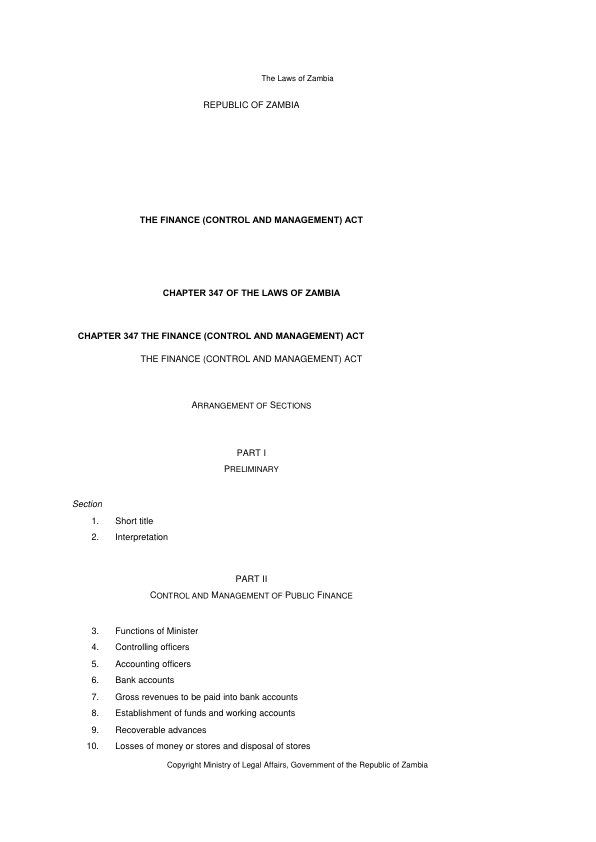 The Laws of Zambia
REPUBLIC OF ZAMBIA
THE FINANCE (CONTROL AND MANAGEMENT) ACT
CHAPTER 347 OF THE LAWS OF ZAMBIA
CHAPTER 347 THE FINANCE (CONTROL AND MANAGEMENT) ACT
THE FINANCE (CONTROL AND MANAGEMENT) ACT
ARRANGEMENT OF SECTIONS
PART I
PRELIMINARY
Section
1. Short title
2. Interpretation
PART II
CONTROL AND MANAGEMENT OF PUBLIC FINANCE
3. Functions of Minister
4. Controlling officers
5. Accounting officers
6. Bank accounts
7. Gross revenues to be paid into bank accounts
8. Establishment of funds and working accounts
9. Recoverable advances
10. Losses of money or stores and disposal of stores
Copyright Ministry of Legal Affairs, Government of the Republic of Zambia